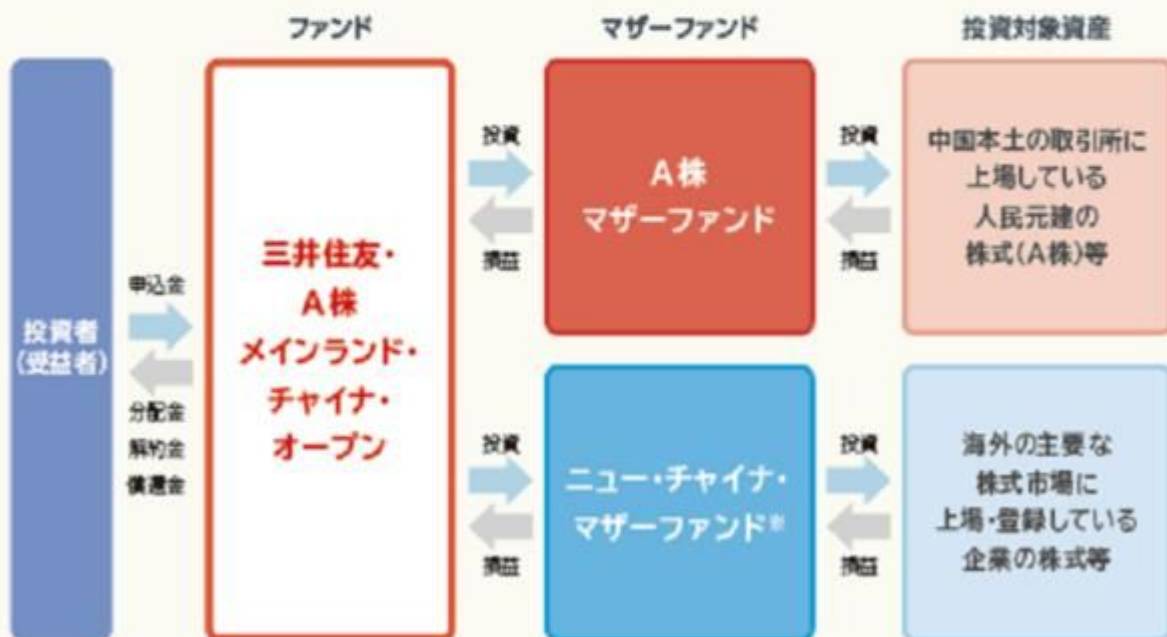 ファンド
マザーファンド
投資対象資産
投資者
(受益者)
申込金
分配金
解約金
償還金
三井住友・
A株
メインランド・
チャイナ・
オープン
投資
損益
A株
マザーファンド
投資
損益
中国本土の取引所に
上場している
人民元建の
株式(A株)等
投資
損益
ニュー・チャイナ・
マザーファンド※
投資
損益
海外の主要な
株式市場に
上場・登録している
企業の株式等